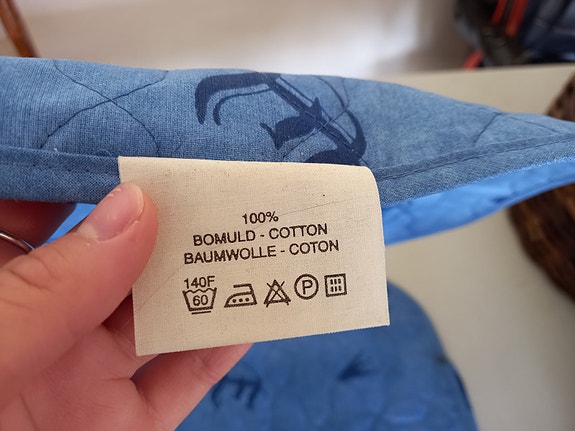 100%
BOMULD - COTTON
BAUMWOLLE - COTON
140F
60
P